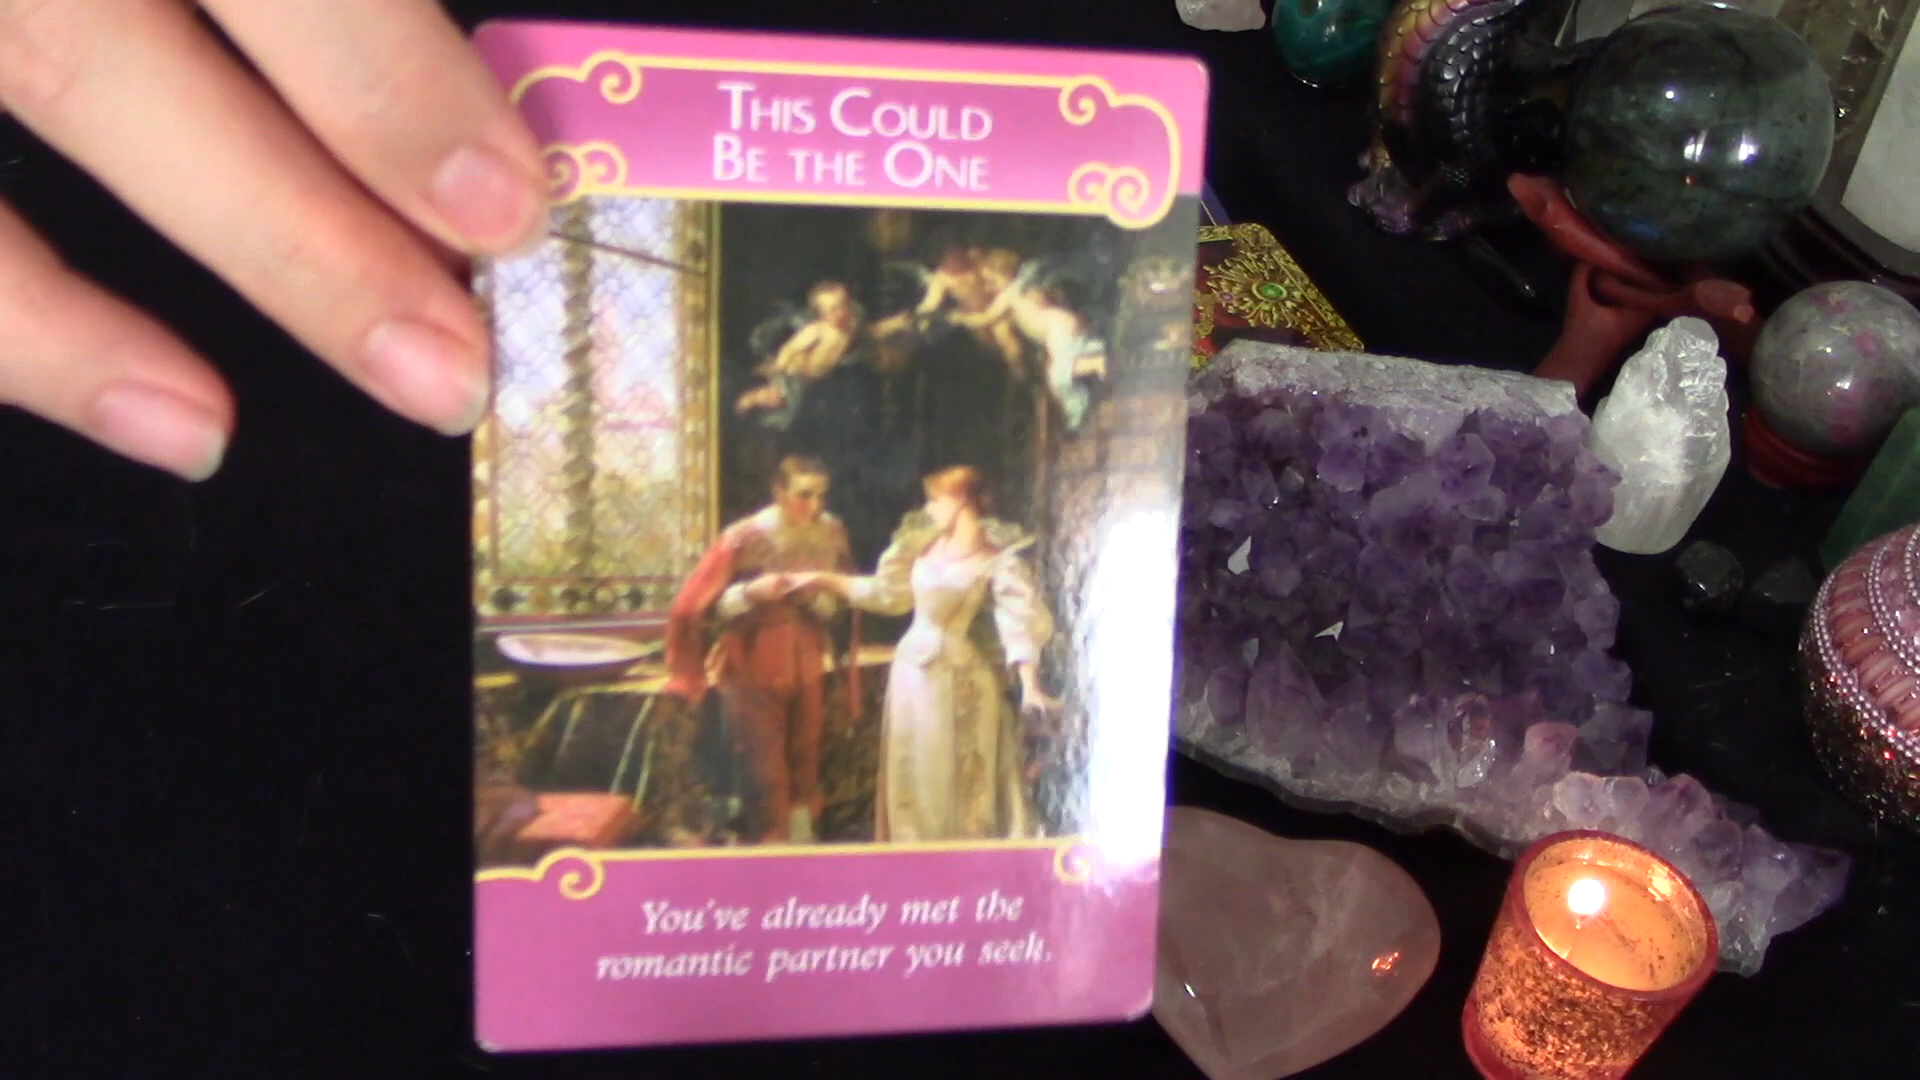 THIS COULD
BE THE ONE
You've already met the
romantic partner you seek.